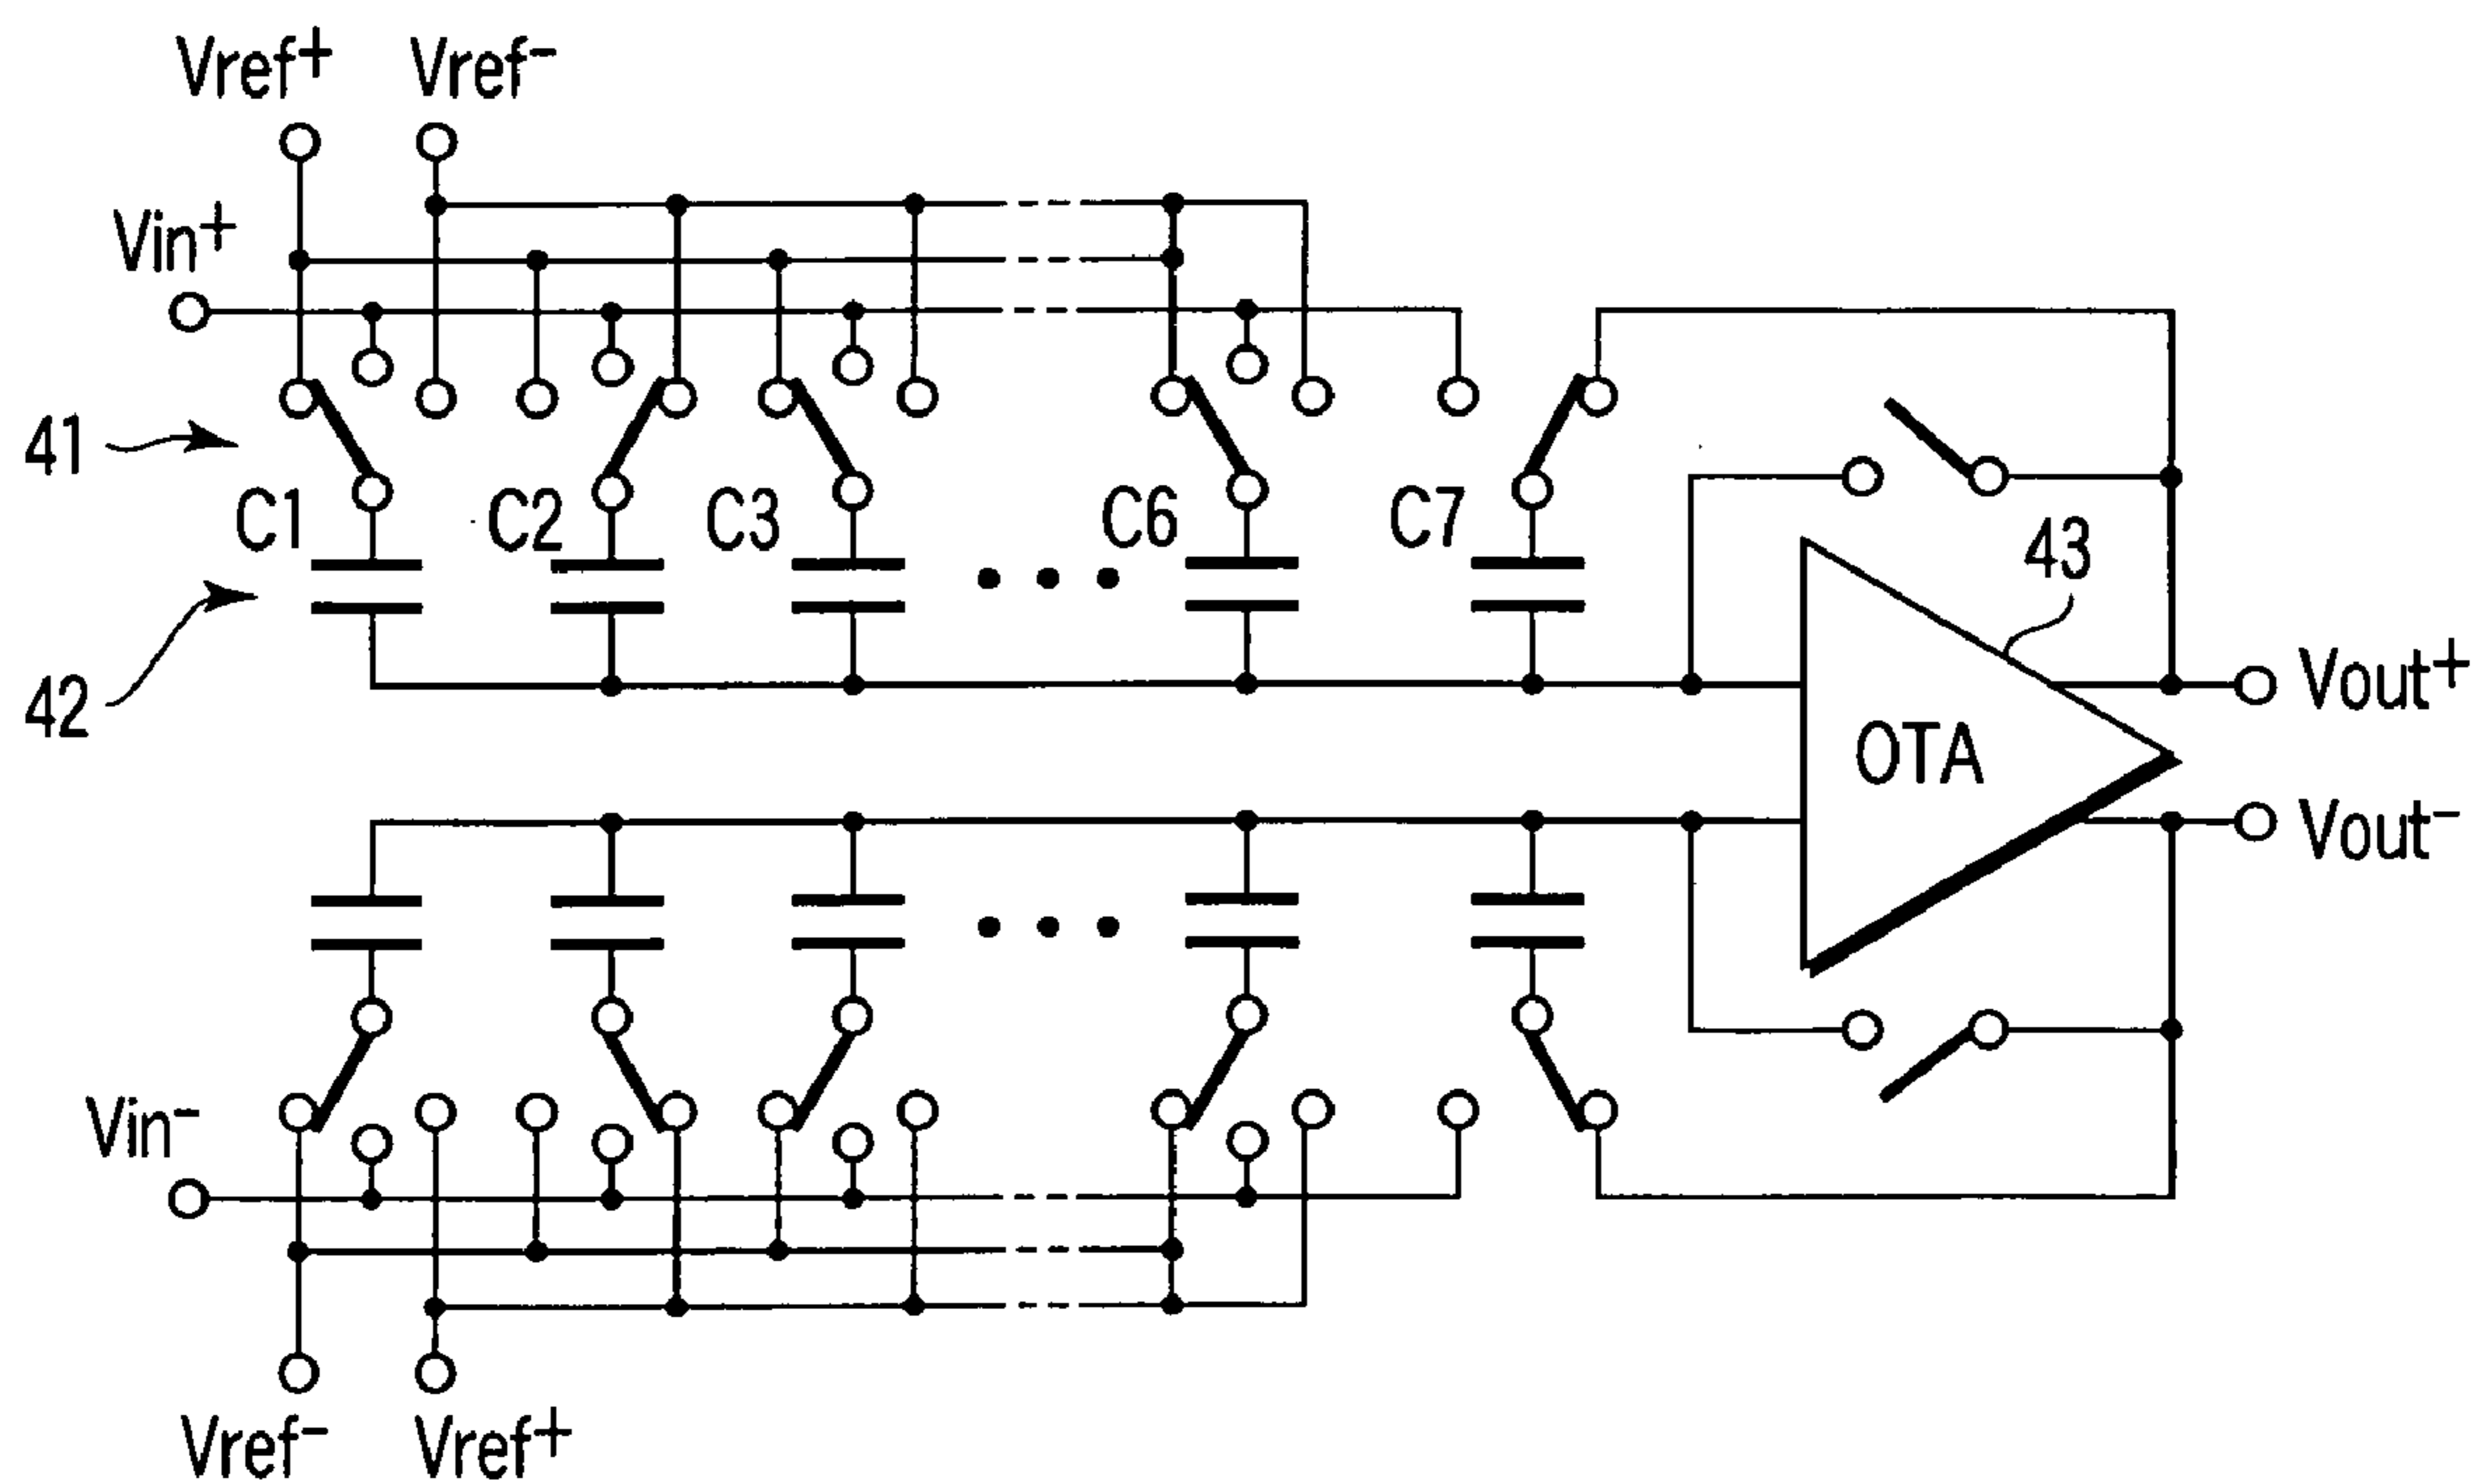 Vref+ Vref-
Vin+
41
C1 C2 C3 C6 C7
43
42
Vout+
OTA
Vout-
Vin-
Vref- Vref+